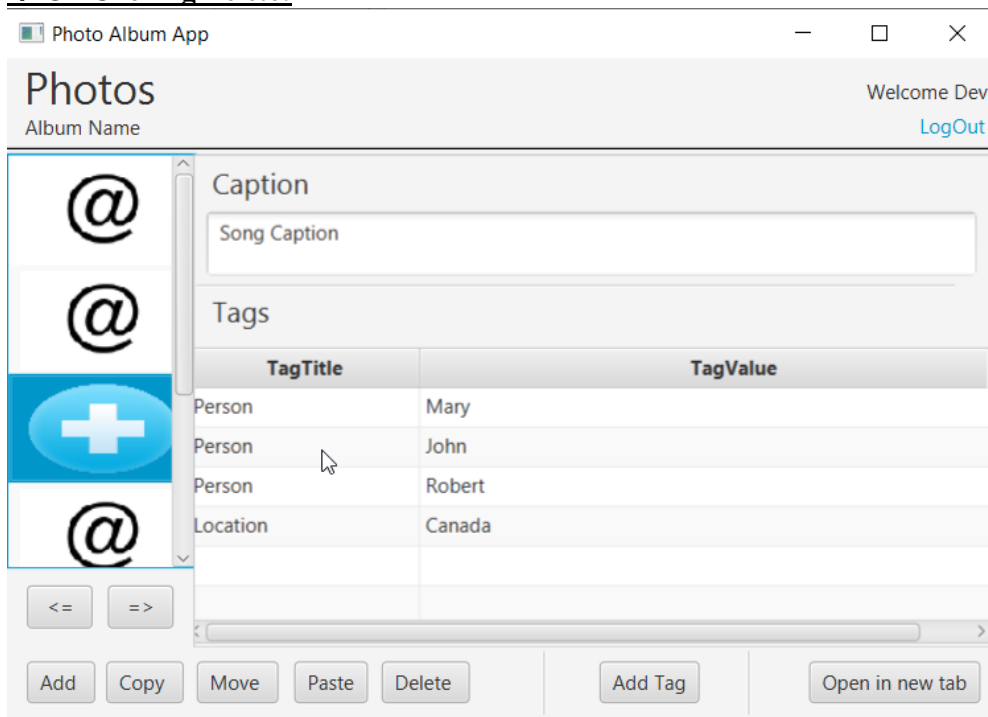 Photo Album App
Photos
Welcome Dev
Album Name
LogOut
@
Caption
Song Caption
@
Tags
TagTitle TagValue
Person Mary
Person John
Person Robert
Location Canada
@
<= =>
Add Copy Move Paste Delete Add Tag Open in new tab